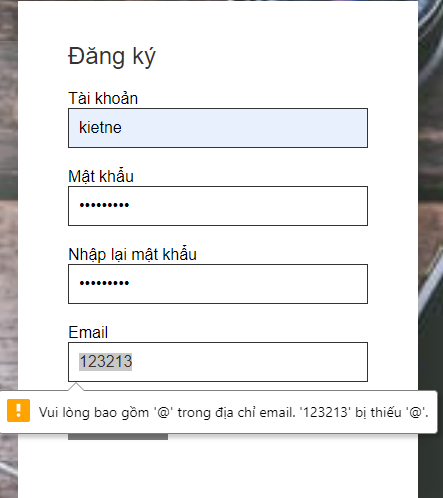 Đăng ký
Tài khoản
kietne
Mật khẩu
•••••••••
Nhập lại mật khẩu
•••••••••
Email
123213
Vui lòng bao gồm '@' trong địa chỉ email. '123213' bị thiếu '@'.